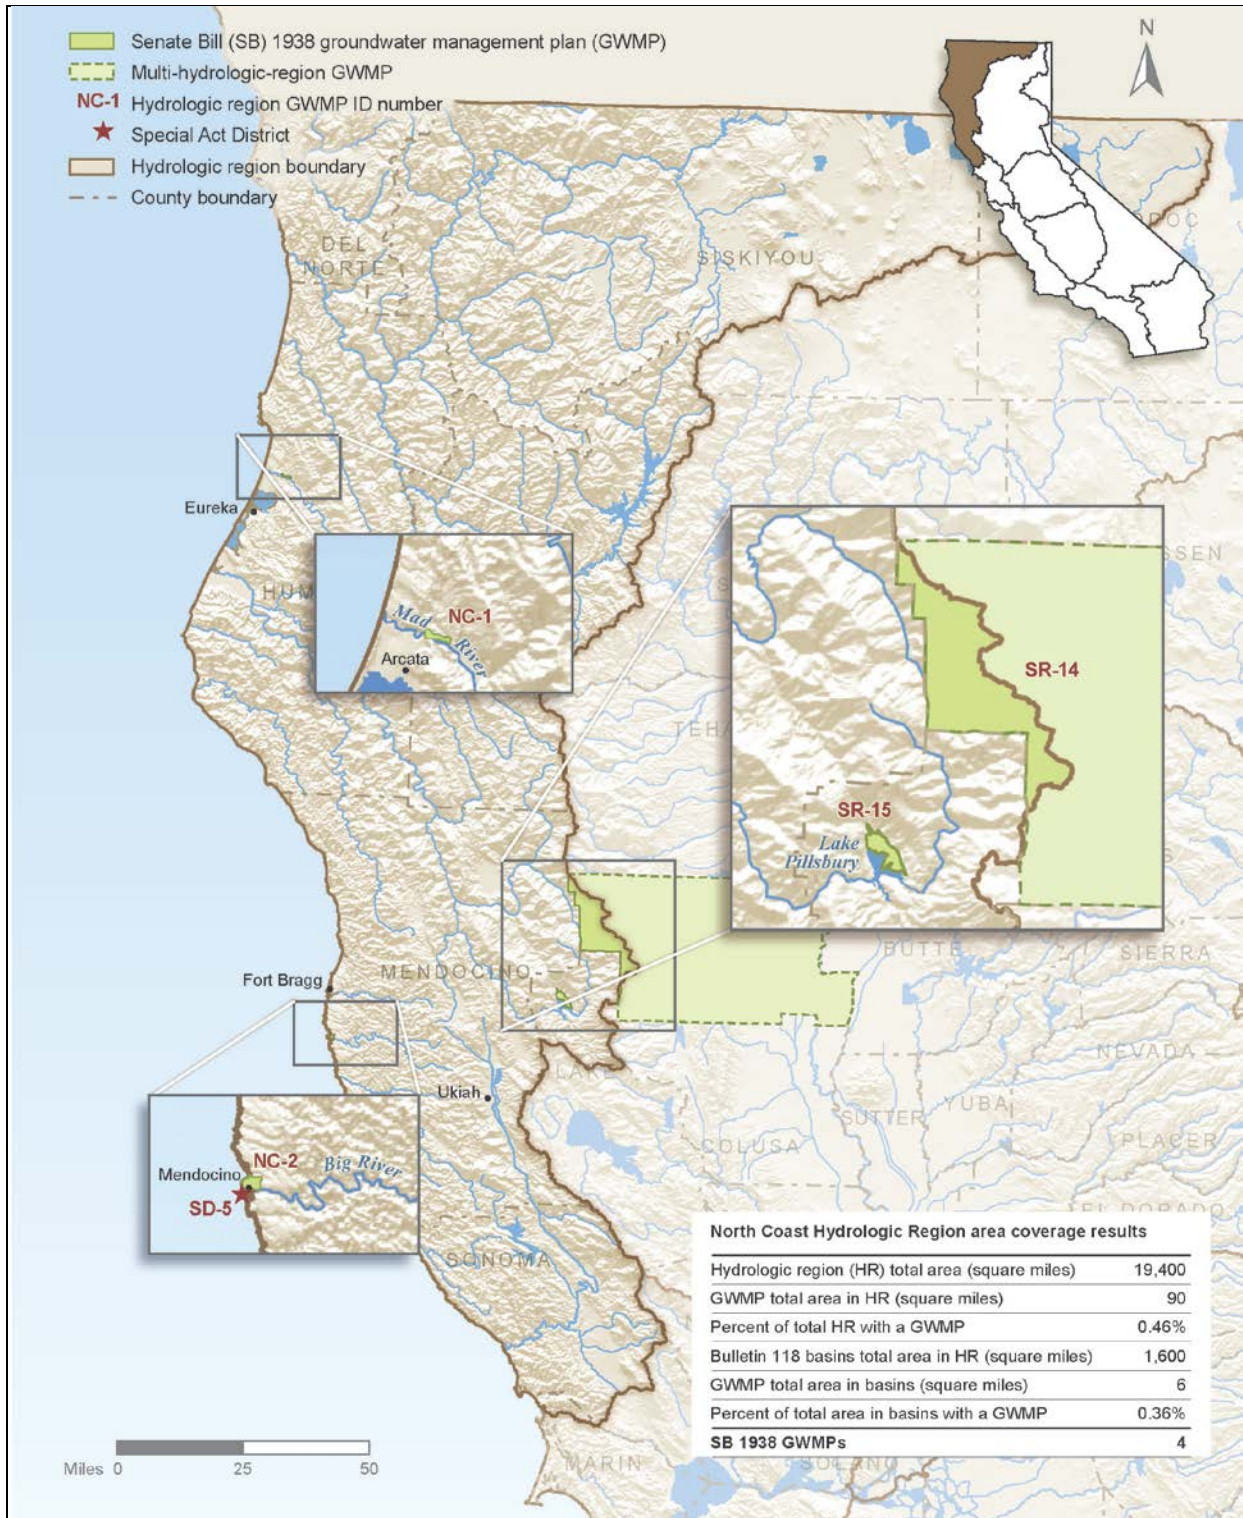 Senate Bill (SB) 1938 groundwater management plan (GWMP)
Multi-hydrologic-region GWMP
NC-1 Hydrologic region GWMP ID number
Special Act District
Hydrologic region boundary
County boundary
N
DEL
NORTE
SISKIYOU
Eureka
NC-1
Mad
River
Arcata
SR-14
SR-15
Lake
Pillsbury
BUTTE
SIERRA
MENDOCINO
Fort Bragg
NEVADA
Ukiah
YUBA
SUTTER
COLUSA
PLACER
NC-2
Big River
Mendocino
SD-5
SONOMA
North Coast Hydrologic Region area coverage results
Hydrologic region (HR) total area (square miles) 19,400
GWMP total area in HR (square miles) 90
Percent of total HR with a GWMP 0.46%
Bulletin 118 basins total area in HR (square miles) 1,600
GWMP total area in basins (square miles) 6
Percent of total area in basins with a GWMP 0.36%
SB 1938 GWMPs 4
MARIN
SOLANO
Miles 0 25 50